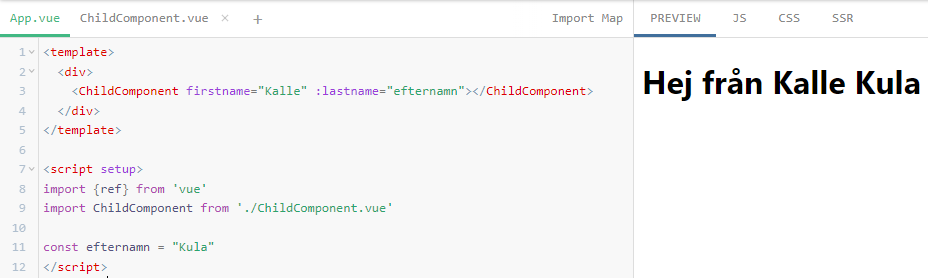 App.vue ChildComponent.vue × + Import Map
PREVIEW JS CSS SSR
1 <template>
2 <div>
3 <ChildComponent firstname="Kalle" :lastname="efternamn"></ChildComponent>
4 </div>
5 </template>
6
7 <script setup>
8 import {ref} from 'vue'
9 import ChildComponent from './ChildComponent.vue'
10
11 const efternamn = "Kula"
12 </script>
Hej från Kalle Kula